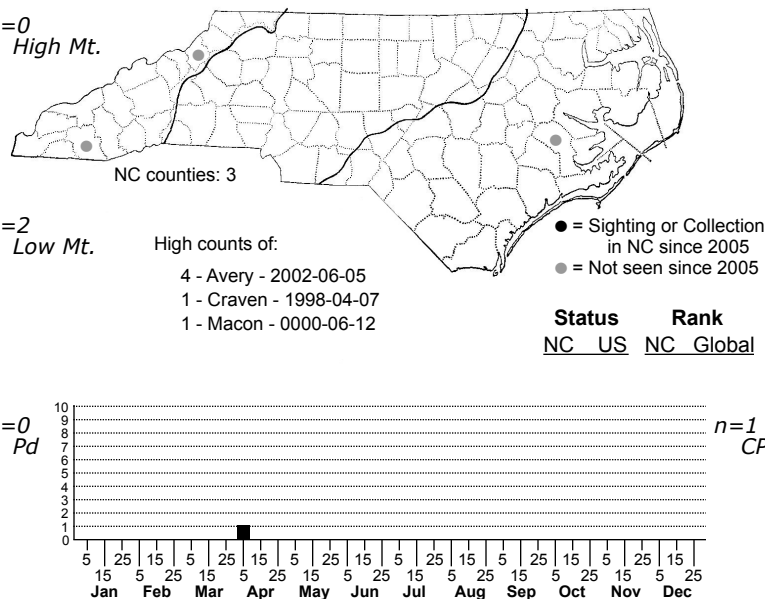 =0
High Mt.
NC counties: 3
=2
Low Mt.
High counts of:
4 - Avery - 2002-06-05
1 - Craven - 1998-04-07
1 - Macon - 0000-06-12
= Sighting or Collection
in NC since 2005
= Not seen since 2005
Status Rank
NC US NC Global
=0
Pd
n=1
CP
10
9
8
7
6
5
4
3
2
1
0
5 25 15 5 25 15 5 25 15 5 25 15 5 25 15 5 25 15
15 5 25 15 5 25 15 5 25 15 5 25 15 5 25 15 5 25
Jan Feb Mar Apr May Jun Jul Aug Sep Oct Nov Dec